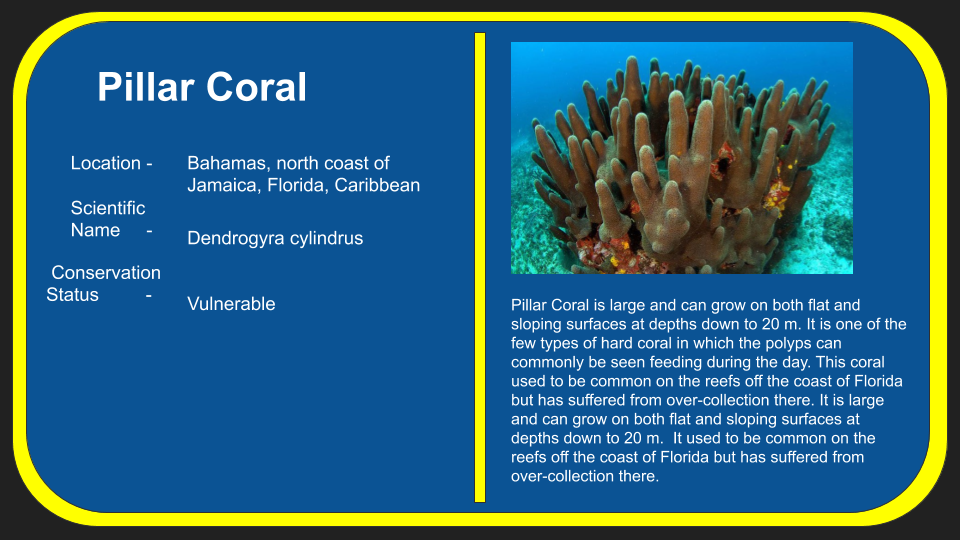 Pillar Coral
Location - Bahamas, north coast of
Jamaica, Florida, Caribbean
Scientific
Name - Dendrogyra cylindrus
Conservation
Status - Vulnerable
Pillar Coral is large and can grow on both flat and
sloping surfaces at depths down to 20 m. It is one of the
few types of hard coral in which the polyps can
commonly be seen feeding during the day. This coral
used to be common on the reefs off the coast of Florida
but has suffered from over-collection there. It is large
and can grow on both flat and sloping surfaces at
depths down to 20 m.  It used to be common on the
reefs off the coast of Florida but has suffered from
over-collection there.